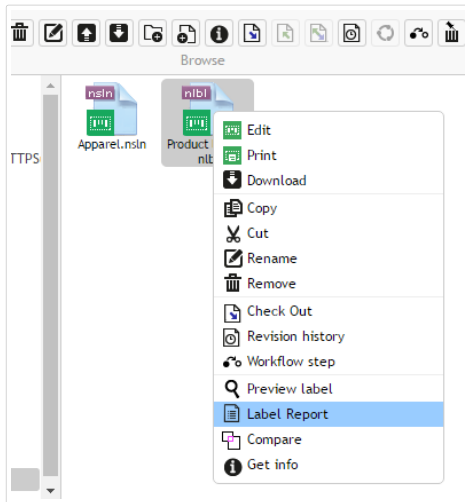 Browse
nsln
nlbl
Apparel.nsln
Product
nlb
TTPS
Edit
Print
Download
Copy
Cut
Rename
Remove
Check Out
Revision history
Workflow step
Preview label
Label Report
Compare
Get info